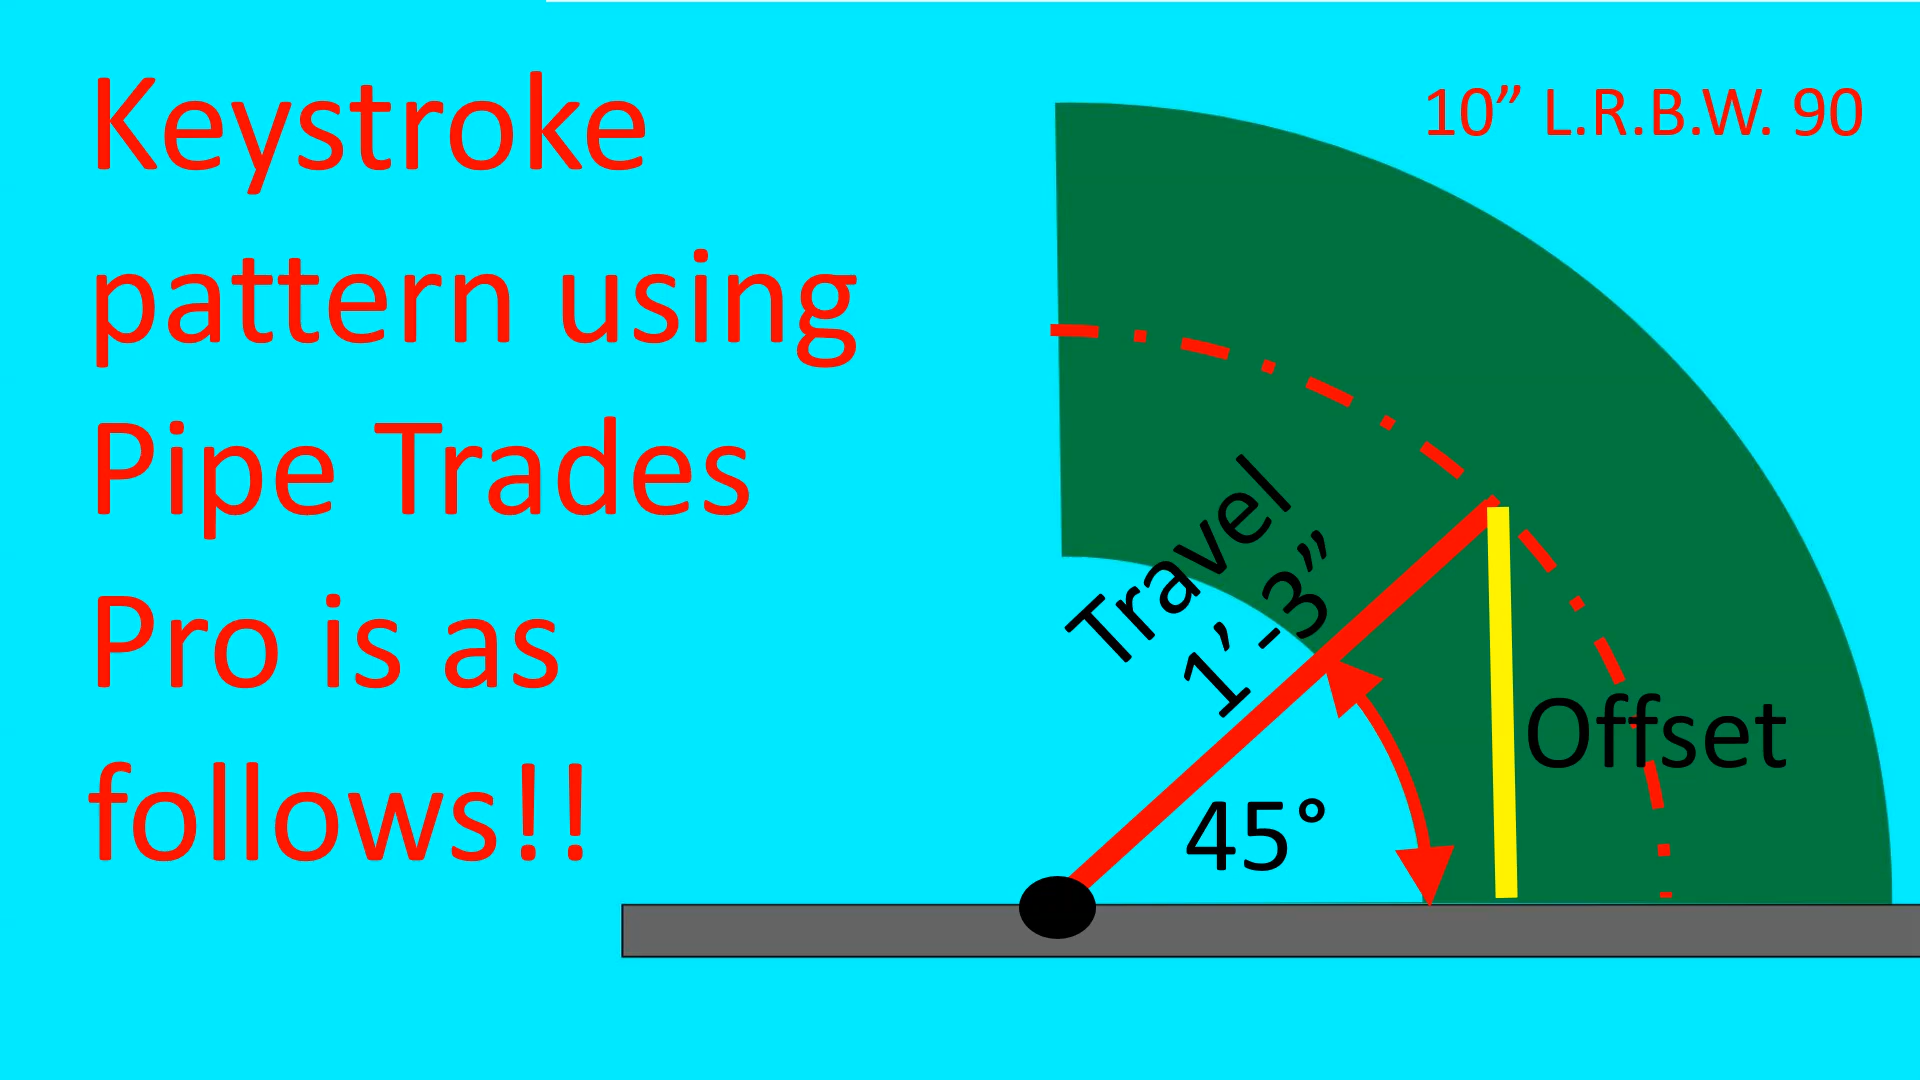 Keystroke
pattern using
Pipe Trades
Pro is as
follows!!
10” L.R.B.W. 90
Travel
1’-3”
Offset
45°